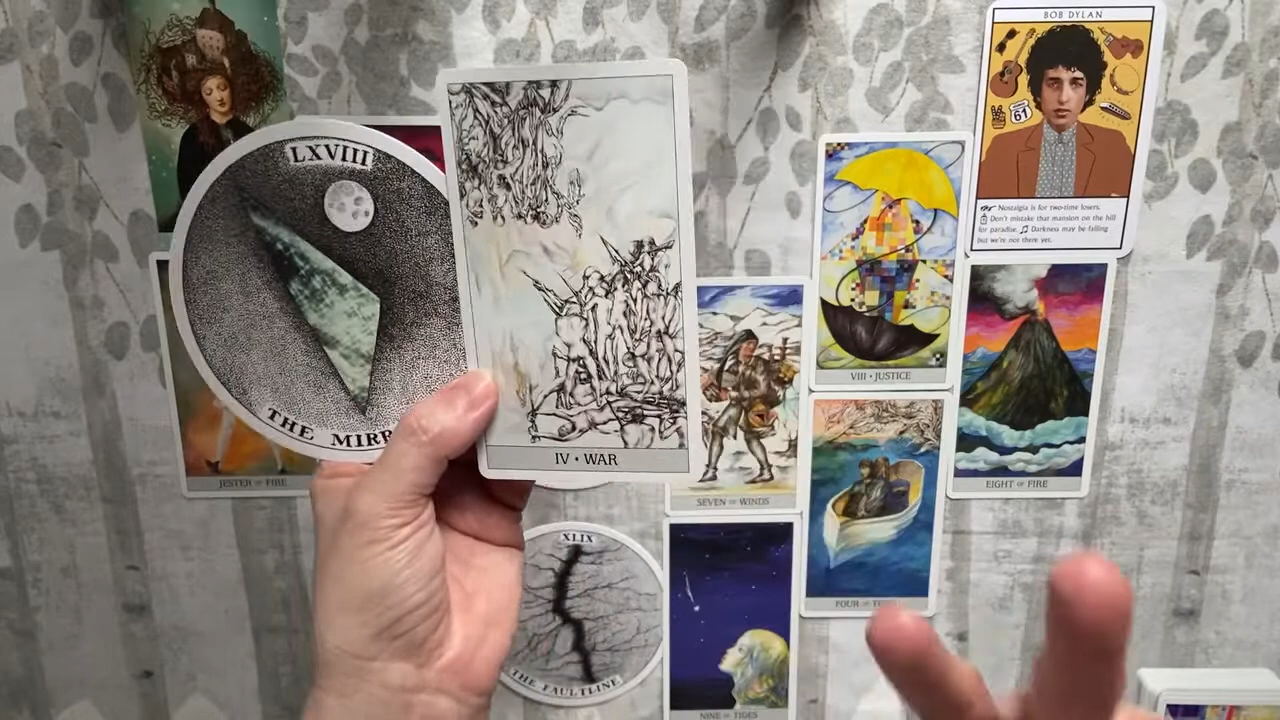 BOB DYLAN
61
Nostalgia is for two-time losers.
Don't mistake that mansion on the hill
for paradise. Darkness may be falling
but we're not there yet.
LXVIII
THE
IV • WAR
VIII • JUSTICE
JESTER OF FIRE
SEVEN OF WINDS
EIGHT OF FIRE
XLIX
THE FAULTLINE
FOUR OF
NINE OF TIDES